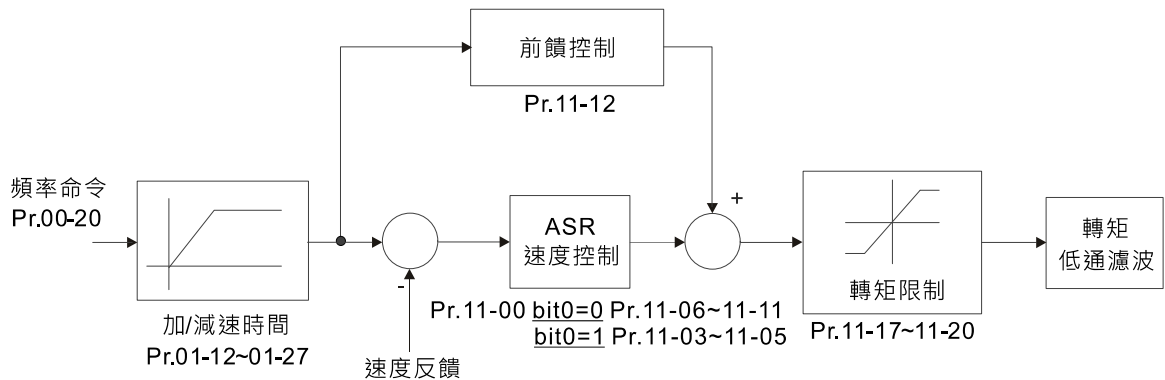 前饋控制
Pr.11-12
頻率命令
Pr.00-20
+
ASR
速度控制
轉矩
低通濾波
-
轉矩限制
Pr.11-00 bit0=0 Pr.11-06~11-11
bit0=1 Pr.11-03~11-05
加/減速時間
Pr.01-12~01-27
Pr.11-17~11-20
速度反饋